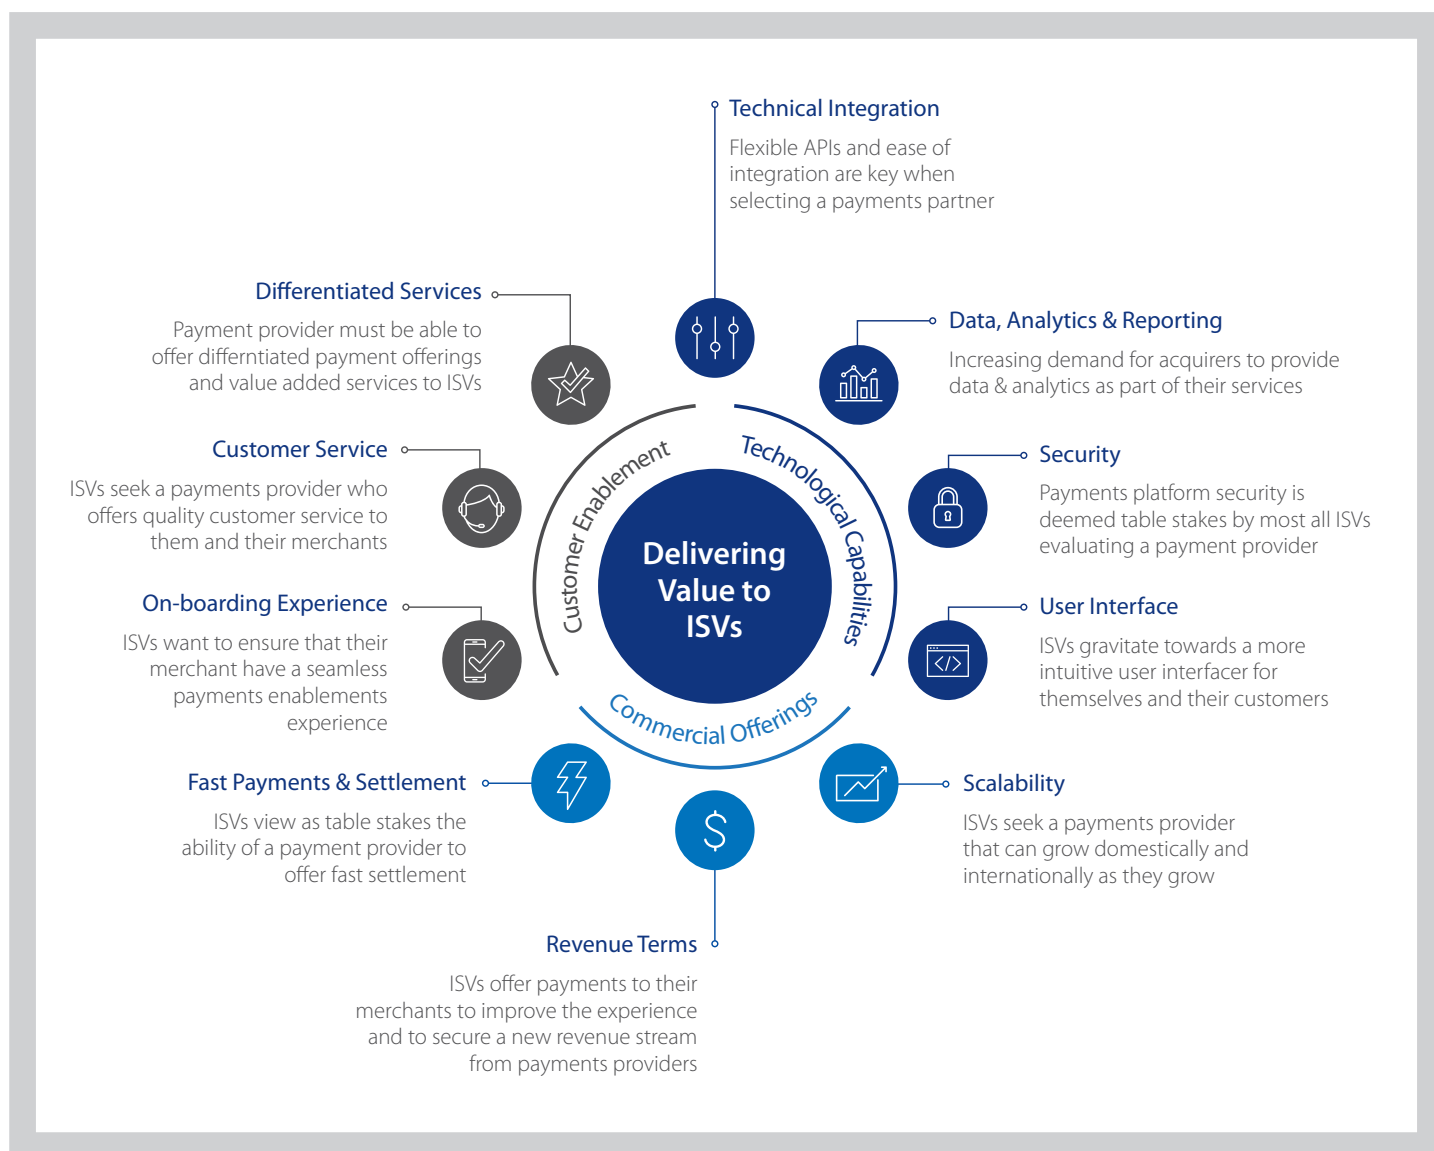 Technical Integration
Flexible APIs and ease of
integration are key when
selecting a payments partner
Differentiated Services
Payment provider must be able to
offer differntiated payment offerings
and value added services to ISVs
Data, Analytics & Reporting
Increasing demand for acquirers to provide
data & analytics as part of their services
Customer Service
ISVs seek a payments provider who
offers quality customer service to
them and their merchants
Security
Payments platform security is
deemed table stakes by most all ISVs
evaluating a payment provider
Customer Enablement
Technological Capabilities
Delivering
Value to
ISVs
Commercial Offerings
On-boarding Experience
ISVs want to ensure that their
merchant have a seamless
payments enablements
experience
User Interface
ISVs gravitate towards a more
intuitive user interfacer for
themselves and their customers
Fast Payments & Settlement
ISVs view as table stakes the
ability of a payment provider to
offer fast settlement
Scalability
ISVs seek a payments provider
that can grow domestically and
internationally as they grow
Revenue Terms
ISVs offer payments to their
merchants to improve the experience
and to secure a new revenue stream
from payments providers